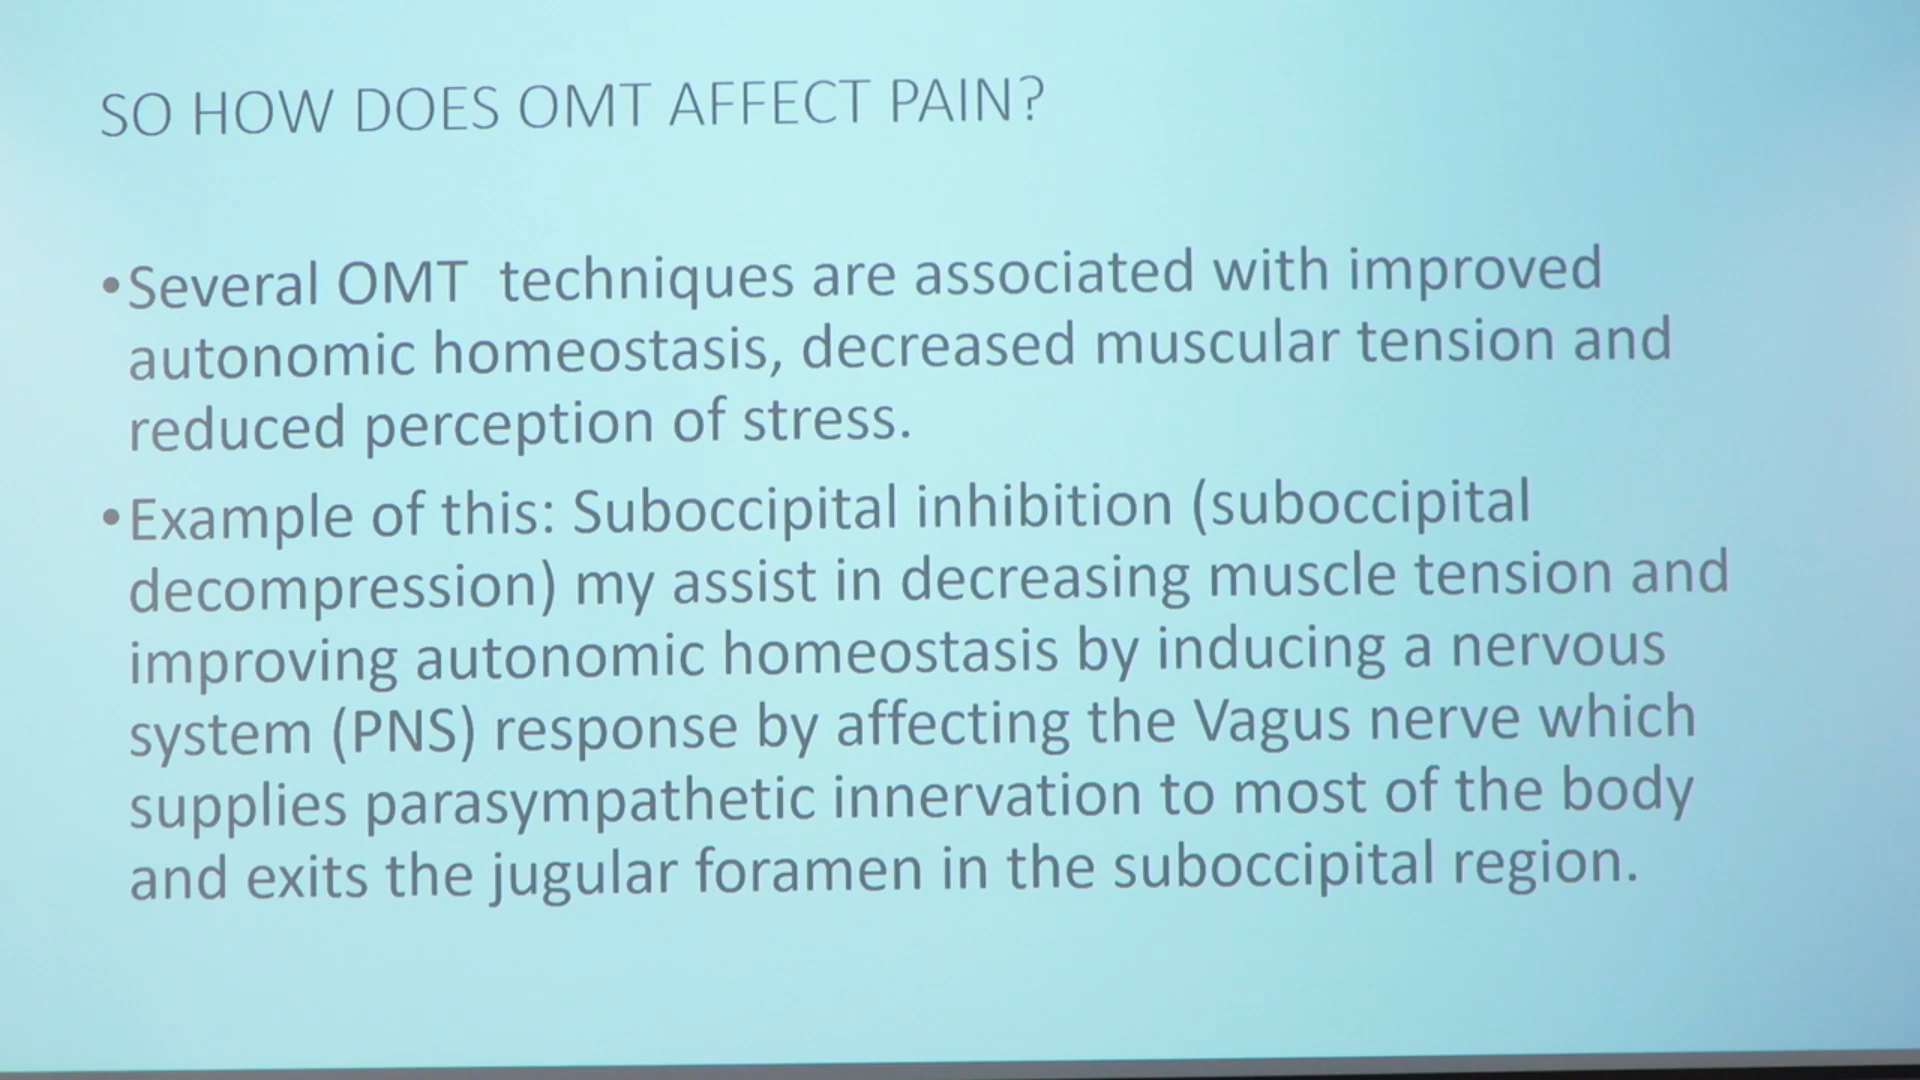 SO HOW DOES OMT AFFECT PAIN?
•Several OMT techniques are associated with improved
autonomic homeostasis, decreased muscular tension and
reduced perception of stress.
•Example of this: Suboccipital inhibition (suboccipital
decompression) my assist in decreasing muscle tension and
improving autonomic homeostasis by inducing a nervous
system (PNS) response by affecting the Vagus nerve which
supplies parasympathetic innervation to most of the body
and exits the jugular foramen in the suboccipital region.